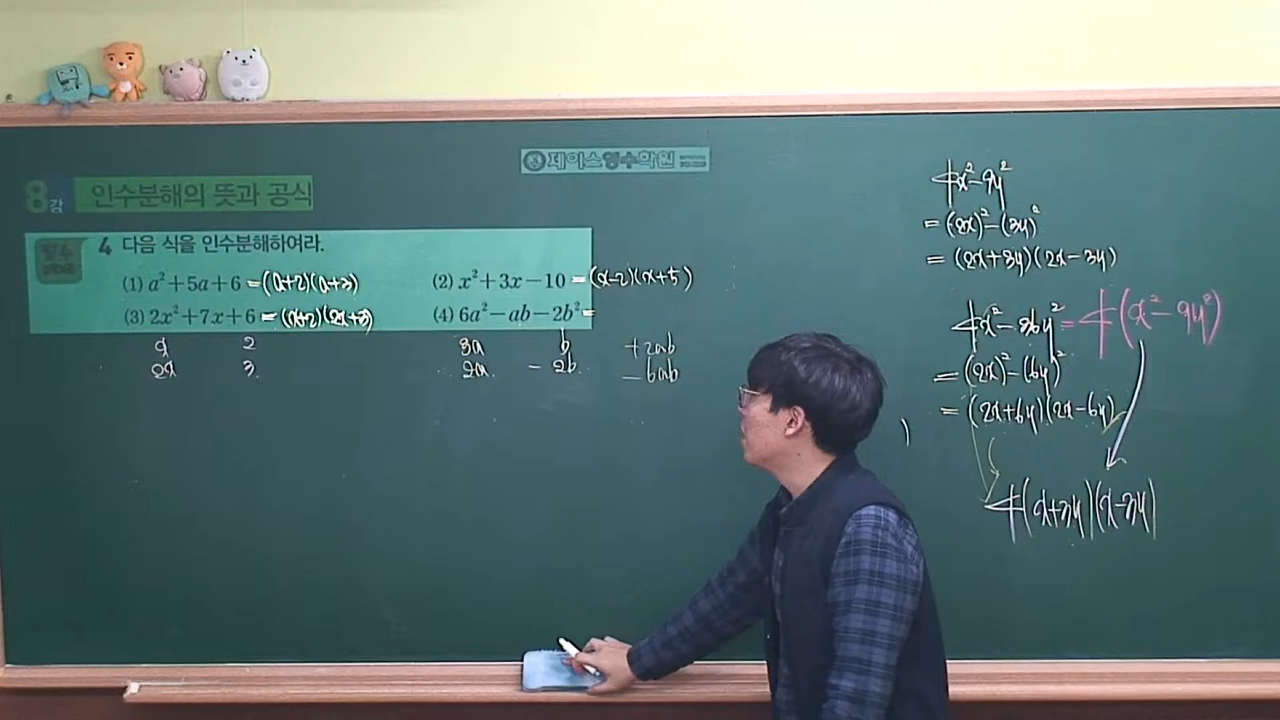 제이스영수학원
8강 인수분해의 뜻과 공식
필수
4 다음 식을 인수분해하여라.
(1) a²+5a+6 =(a+2)(a+3) (2) x²+3x−10 =(x−2)(x+5)
(3) 2x²+7x+6 =(x+2)(2x+3) (4) 6a²−ab−2b² =
x 2 3a b +2ab
2x 3 2a −2b −6ab
4x²−9y²
=(2x)²−(3y)²
=(2x+3y)(2x−3y)
4x²−36y² =4(x²−9y²)
=(2x)²−(6y)²
=(2x+6y)(2x−6y)
4(x+3y)(x−3y)